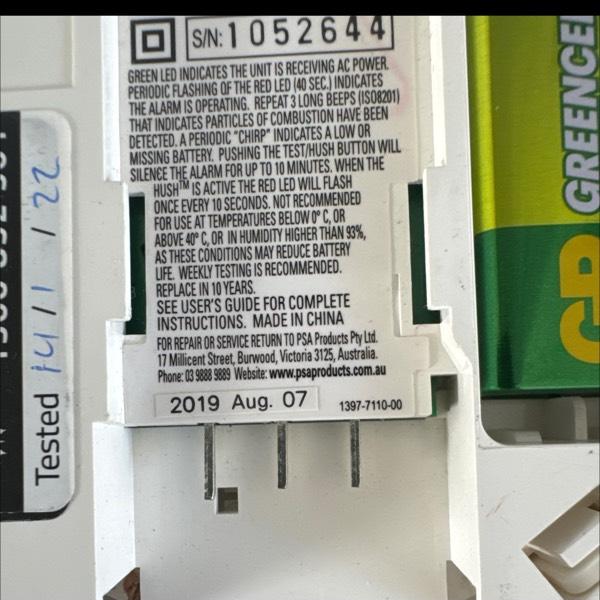 S/N: 1052644
GREEN LED INDICATES THE UNIT IS RECEIVING AC POWER.
PERIODIC FLASHING OF THE RED LED (40 SEC.) INDICATES
THE ALARM IS OPERATING. REPEAT 3 LONG BEEPS (ISO8201)
THAT INDICATES PARTICLES OF COMBUSTION HAVE BEEN
DETECTED. A PERIODIC "CHIRP" INDICATES A LOW OR
MISSING BATTERY. PUSHING THE TEST/HUSH BUTTON WILL
SILENCE THE ALARM FOR UP TO 10 MINUTES. WHEN THE
HUSH™ IS ACTIVE THE RED LED WILL FLASH
ONCE EVERY 10 SECONDS. NOT RECOMMENDED
FOR USE AT TEMPERATURES BELOW 0° C, OR
ABOVE 40° C, OR IN HUMIDITY HIGHER THAN 93%,
AS THESE CONDITIONS MAY REDUCE BATTERY
LIFE. WEEKLY TESTING IS RECOMMENDED.
REPLACE IN 10 YEARS.
SEE USER'S GUIDE FOR COMPLETE
INSTRUCTIONS. MADE IN CHINA
FOR REPAIR OR SERVICE RETURN TO PSA Products Pty Ltd.
17 Millicent Street, Burwood, Victoria 3125, Australia.
Phone: 03 9888 9889 Website: www.psaproducts.com.au
2019 Aug. 07
1397-7110-00
Tested 14/1/22
GP